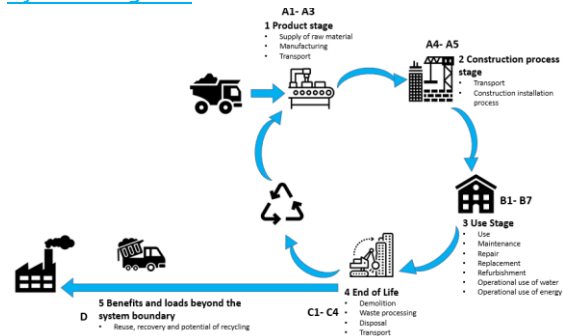 A1- A3
1 Product stage
• Supply of raw material
• Manufacturing
• Transport
A4- A5
2 Construction process
stage
• Transport
• Construction installation
process
B1- B7
3 Use Stage
• Use
• Maintenance
• Repair
• Replacement
• Refurbishment
• Operational use of water
• Operational use of energy
C1- C4
4 End of Life
• Demolition
• Waste processing
• Disposal
• Transport
D
5 Benefits and loads beyond the
system boundary
• Reuse, recovery and potential of recycling